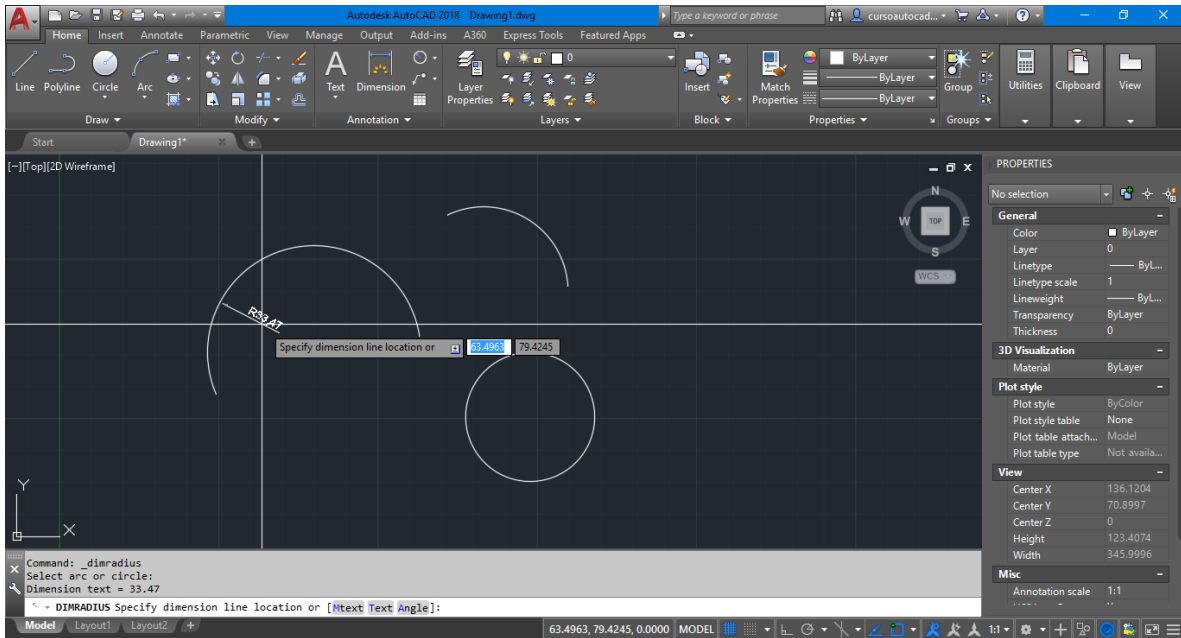 Autodesk AutoCAD 2018 Drawing1.dwg
Type a keyword or phrase
cursoautocad...
Home Insert Annotate Parametric View Manage Output Add-ins A360 Express Tools Featured Apps
0
ByLayer
ByLayer
ByLayer
Line Polyline Circle Arc
Text Dimension
Layer Properties
Insert
Match Properties
Group
Utilities Clipboard View
Draw Modify Annotation Layers Block Properties Groups
Start Drawing1* +
[−][Top][2D Wireframe]
N
W TOP E
S
WCS
R33.47
Specify dimension line location or 63.4963 79.4245
Y
X
PROPERTIES
No selection
General
Color ByLayer
Layer 0
Linetype ByL...
Linetype scale 1
Lineweight ByL...
Transparency ByLayer
Thickness 0
3D Visualization
Material ByLayer
Plot style
Plot style ByColor
Plot style table None
Plot table attach... Model
Plot table type Not availa...
View
Center X 136.1204
Center Y 70.8997
Center Z 0
Height 123.4074
Width 345.9996
Misc
Annotation scale 1:1
Command: _dimradius
Select arc or circle:
Dimension text = 33.47
DIMRADIUS Specify dimension line location or [Mtext Text Angle]:
Model Layout1 Layout2 +
63.4963, 79.4245, 0.0000 MODEL 1:1